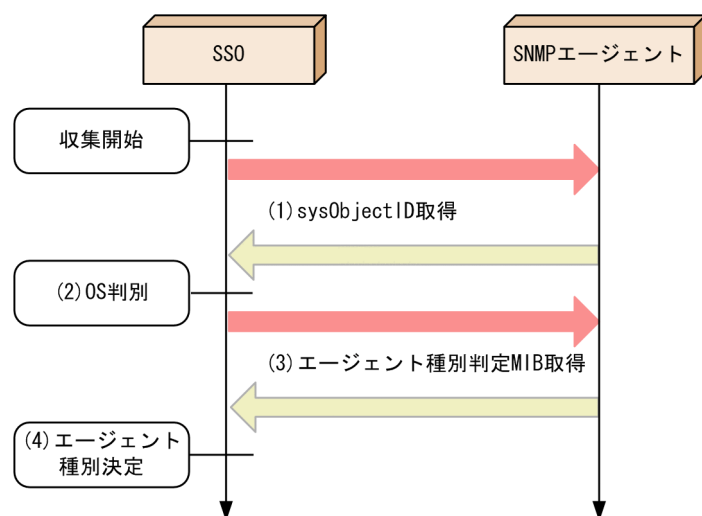 SSO
SNMPエージェント
収集開始
(1)sysObjectID取得
(2)OS判別
(3)エージェント種別判定MIB取得
(4)エージェント
種別決定